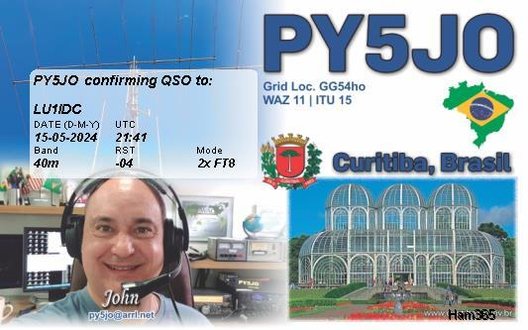 PY5JO
Grid Loc. GG54ho
WAZ 11 | ITU 15
PY5JO confirming QSO to:
LU1IDC
DATE (D-M-Y) UTC
15-05-2024 21:41
Band RST Mode
40m -04 2x FT8
Curitiba, Brasil
John
py5jo@arrl.net
Ham365